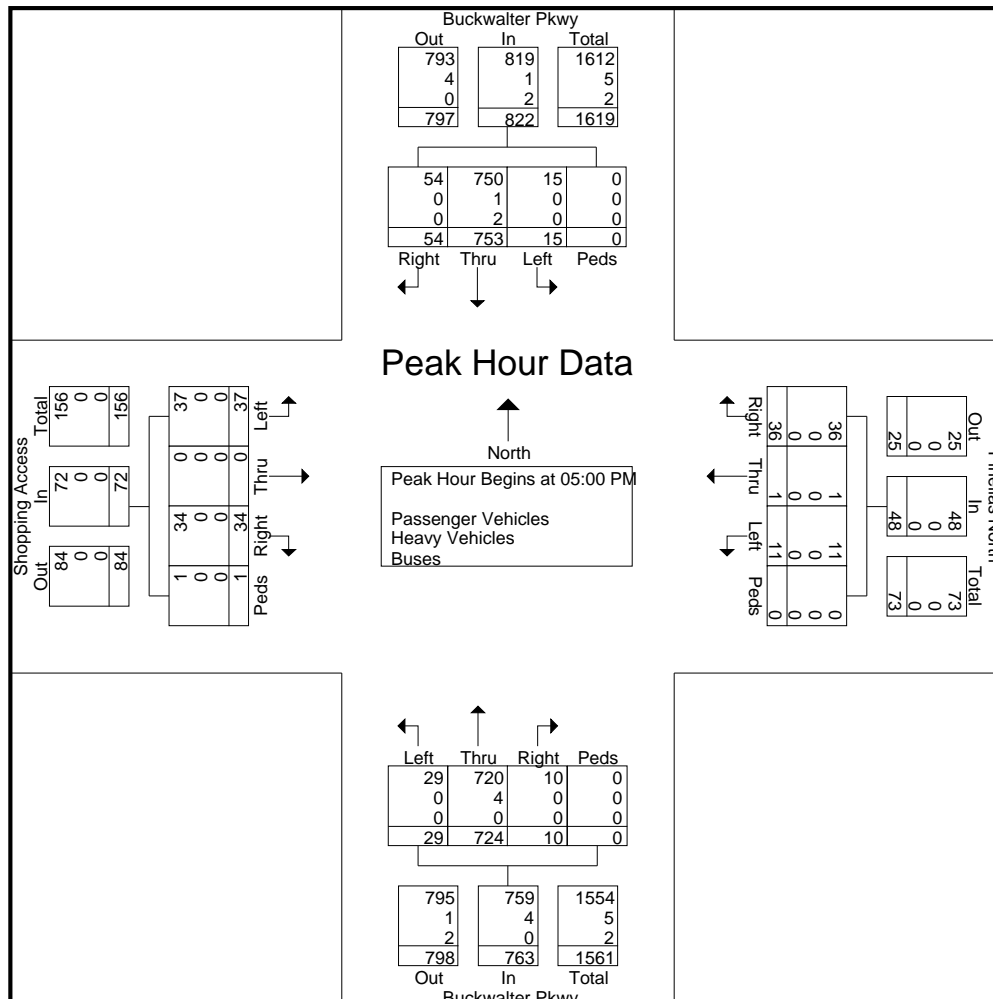 Buckwalter Pkwy
Out In Total
793 819 1612
4 1 5
0 2 2
797 822 1619
54 750 15 0
0 1 0 0
0 2 0 0
54 753 15 0
Right Thru Left Peds
Peak Hour Data
North
Peak Hour Begins at 05:00 PM
Passenger Vehicles
Heavy Vehicles
Buses
Shopping Access
Out In Total
84 72 156
0 0 0
0 0 0
84 72 156
1 34 0 37
0 0 0 0
0 0 0 0
1 34 0 37
Peds Right Thru Left
Out In Total
25 48 73
0 0 0
0 0 0
25 48 73
36 1 11 0
0 0 0 0
0 0 0 0
36 1 11 0
Right Thru Left Peds
North
Left Thru Right Peds
29 720 10 0
0 4 0 0
0 0 0 0
29 724 10 0
795 759 1554
1 4 5
2 0 2
798 763 1561
Out In Total
Buckwalter Pkwy